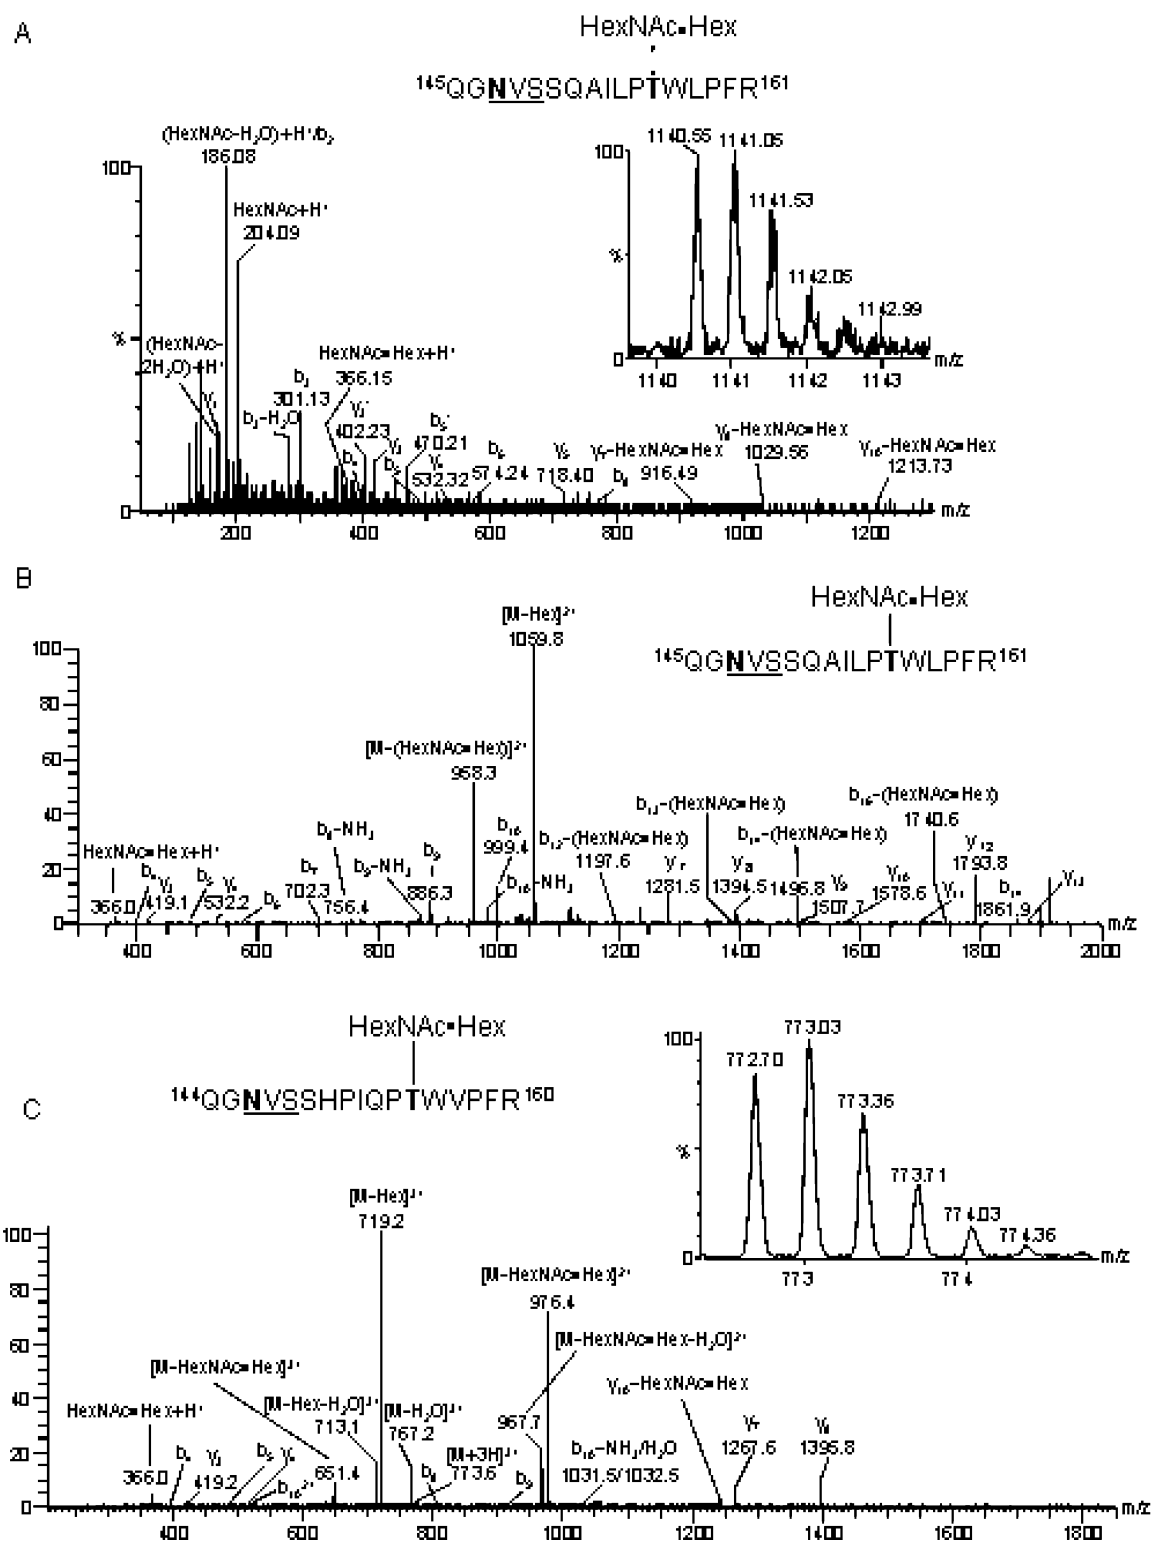 A
HexNAc▪Hex
¹⁴⁵QGNVSSQAILPTWLPFR¹⁶¹
(HexNAc-H₂O)+H⁺/b₂
186.08
HexNAc+H⁺
204.09
(HexNAc-
2H₂O)+H⁺
y₁
b₃-H₂O
b₃
301.13
HexNAc▪Hex+H⁺
366.15
402.23
y₃
470.21
532.32
574.24
718.40
y₇-HexNAc▪Hex
916.49
y₈-HexNAc▪Hex
1029.56
y₁₀-HexNAc▪Hex
1213.73
100
%
0
200
400
600
800
1000
1200
m/z
1140.55
1141.05
1141.53
1142.05
1142.99
100
%
0
1140
1141
1142
1143
m/z
B
HexNAc▪Hex
¹⁴⁵QGNVSSQAILPTWLPFR¹⁶¹
[M-Hex]²⁺
1059.8
[M-(HexNAc▪Hex)]²⁺
958.3
HexNAc▪Hex+H⁺
366.0
b₄
y₃
419.1
b₅
y₄
532.2
b₆
b₇
702.3
b₈-NH₃
756.4
b₉-NH₃
b₉
886.3
b₁₀
999.4
b₁₀-NH₃
b₁₂-(HexNAc▪Hex)
1197.6
y₇
1281.5
b₁₃-(HexNAc▪Hex)
y₈
1394.5
b₁₄-(HexNAc▪Hex)
1496.8
y₉
1507.7
y₁₀
1578.6
b₁₆-(HexNAc▪Hex)
1740.6
y₁₁
y₁₂
1793.8
b₁₄
1861.9
y₁₃
100
80
60
40
20
0
400
600
800
1000
1200
1400
1600
1800
2000
m/z
C
HexNAc▪Hex
¹⁴⁴QGNVSSHPIQPTWVPFR¹⁶⁰
772.70
773.03
773.36
773.71
774.03
774.36
100
%
0
773
774
m/z
[M-Hex]³⁺
719.2
[M-HexNAc▪Hex]²⁺
976.4
[M-HexNAc▪Hex-H₂O]²⁺
967.7
[M-HexNAc▪Hex]³⁺
651.4
HexNAc▪Hex+H⁺
366.0
b₄
y₃
419.2
b₅
y₄
b₁₀²⁺
[M-Hex-H₂O]³⁺
713.1
[M-H₂O]³⁺
767.2
[M+3H]³⁺
773.6
b₈
b₉
b₁₀-NH₃/H₂O
1031.5/1032.5
y₁₀-HexNAc▪Hex
y₇
1267.6
y₈
1395.8
100
80
60
40
20
0
400
600
800
1000
1200
1400
1600
1800
m/z